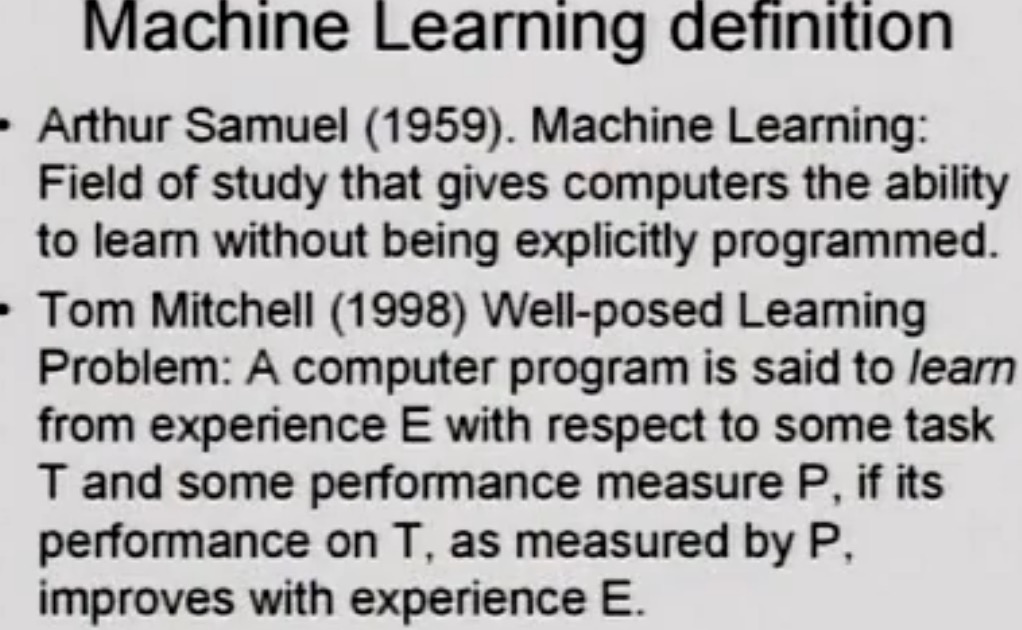 Machine Learning definition
• Arthur Samuel (1959). Machine Learning:
Field of study that gives computers the ability
to learn without being explicitly programmed.
• Tom Mitchell (1998) Well-posed Learning
Problem: A computer program is said to learn
from experience E with respect to some task
T and some performance measure P, if its
performance on T, as measured by P,
improves with experience E.